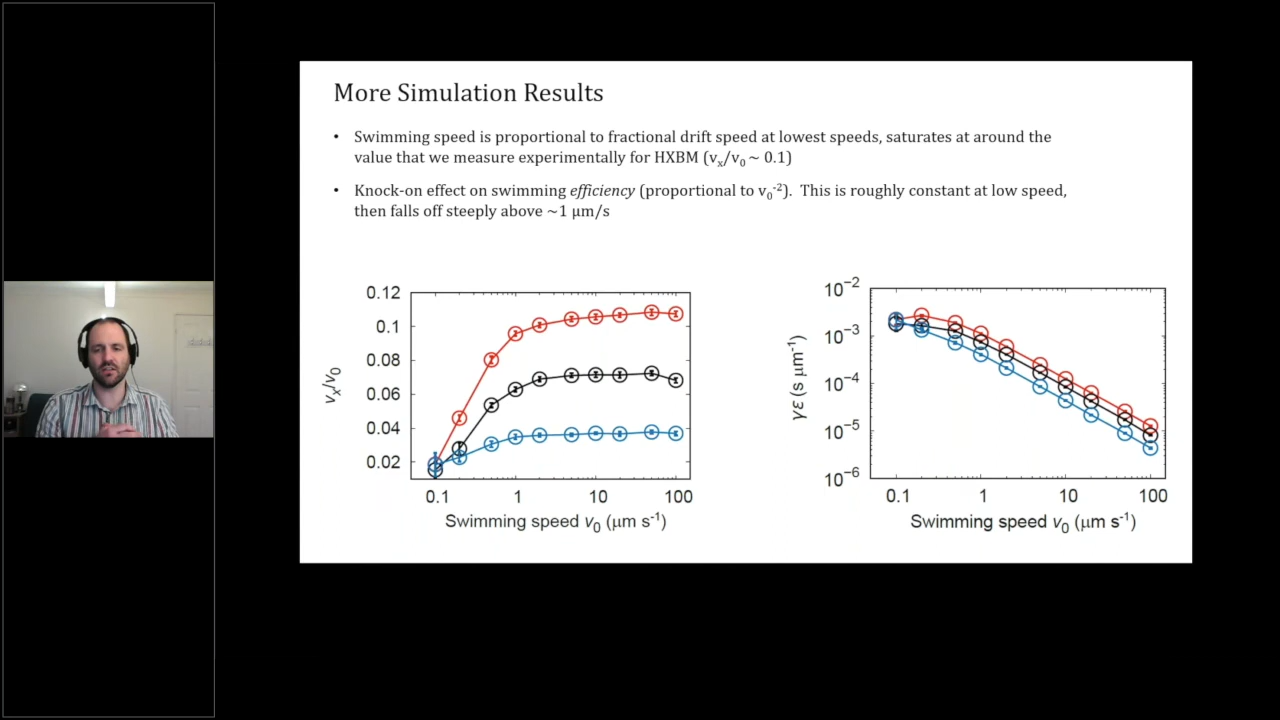 More Simulation Results
• Swimming speed is proportional to fractional drift speed at lowest speeds, saturates at around the
value that we measure experimentally for HXBM (vₓ/v₀ ~ 0.1)
• Knock-on effect on swimming efficiency (proportional to v₀⁻²). This is roughly constant at low speed,
then falls off steeply above ~1 μm/s
0.12
0.1
0.08
0.06
0.04
0.02
vₓ/v₀
0.1 1 10 100
Swimming speed v₀ (μm s⁻¹)
10⁻²
10⁻³
10⁻⁴
10⁻⁵
10⁻⁶
γε (s μm⁻¹)
0.1 1 10 100
Swimming speed v₀ (μm s⁻¹)